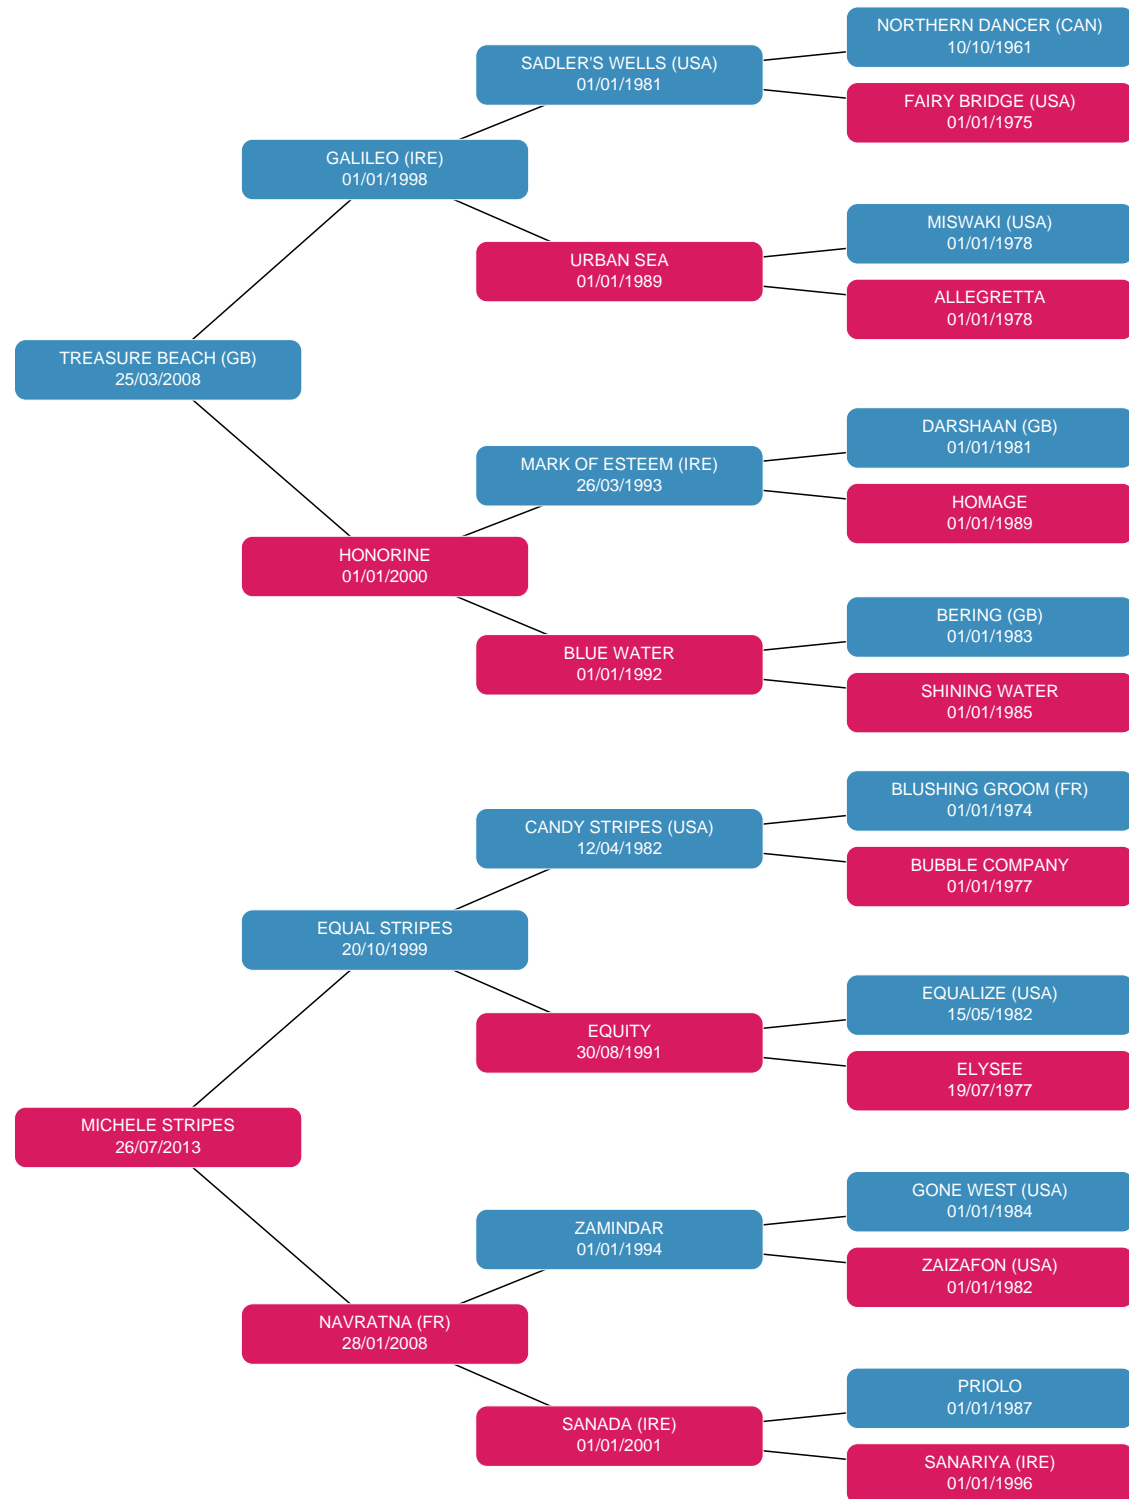 NORTHERN DANCER (CAN)
10/10/1961
SADLER'S WELLS (USA)
01/01/1981
FAIRY BRIDGE (USA)
01/01/1975
GALILEO (IRE)
01/01/1998
MISWAKI (USA)
01/01/1978
URBAN SEA
01/01/1989
ALLEGRETTA
01/01/1978
TREASURE BEACH (GB)
25/03/2008
DARSHAAN (GB)
01/01/1981
MARK OF ESTEEM (IRE)
26/03/1993
HOMAGE
01/01/1989
HONORINE
01/01/2000
BERING (GB)
01/01/1983
BLUE WATER
01/01/1992
SHINING WATER
01/01/1985
BLUSHING GROOM (FR)
01/01/1974
CANDY STRIPES (USA)
12/04/1982
BUBBLE COMPANY
01/01/1977
EQUAL STRIPES
20/10/1999
EQUALIZE (USA)
15/05/1982
EQUITY
30/08/1991
ELYSEE
19/07/1977
MICHELE STRIPES
26/07/2013
GONE WEST (USA)
01/01/1984
ZAMINDAR
01/01/1994
ZAIZAFON (USA)
01/01/1982
NAVRATNA (FR)
28/01/2008
PRIOLO
01/01/1987
SANADA (IRE)
01/01/2001
SANARIYA (IRE)
01/01/1996